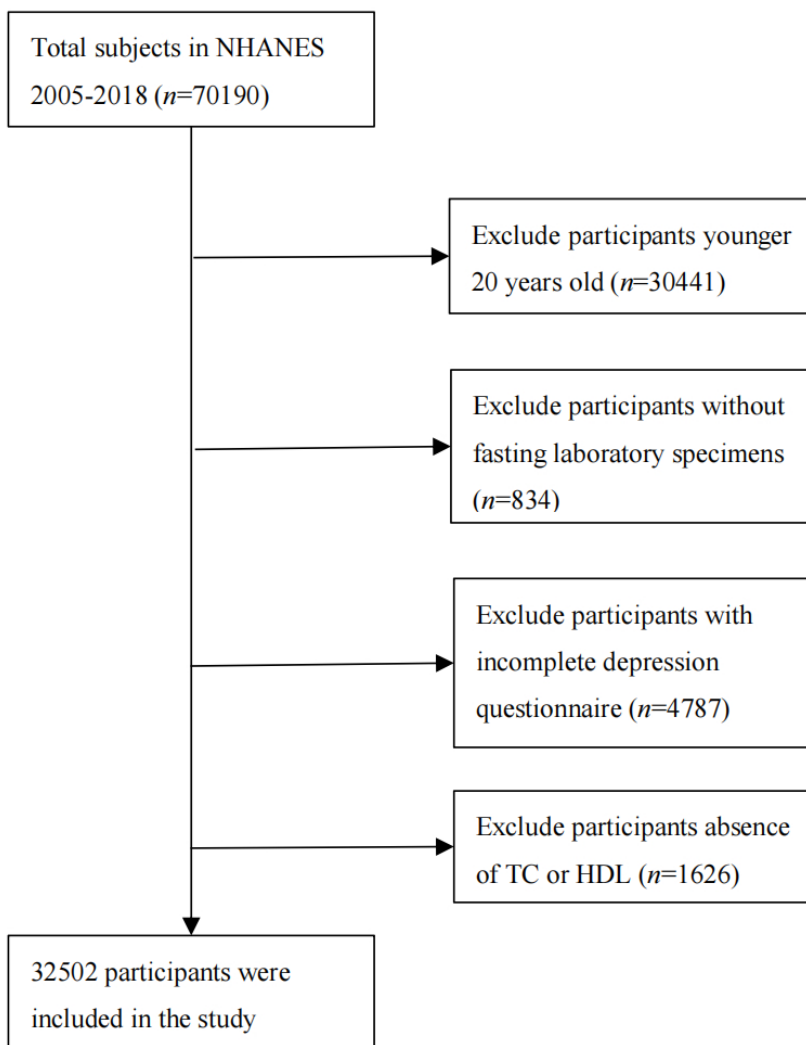 Total subjects in NHANES
2005-2018 (n=70190)
Exclude participants younger
20 years old (n=30441)
Exclude participants without
fasting laboratory specimens
(n=834)
Exclude participants with
incomplete depression
questionnaire (n=4787)
Exclude participants absence
of TC or HDL (n=1626)
32502 participants were
included in the study